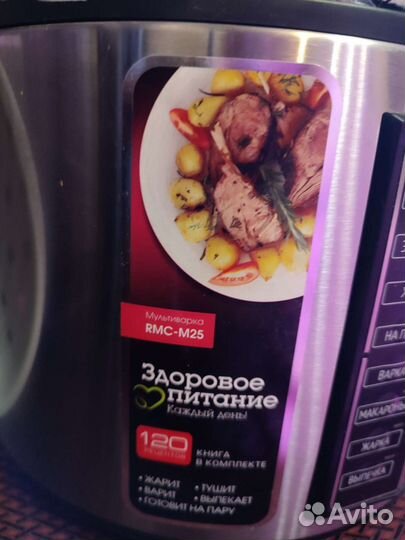 Мультиварка
RMC-M25
Здоровое
питание
Каждый день!
120
РЕЦЕПТОВ
КНИГА
В КОМПЛЕКТЕ
• ЖАРИТ • ТУШИТ
• ВАРИТ • ВЫПЕКАЕТ
• ГОТОВИТ НА ПАРУ
НА П
ВАРКА
МАКАРОНЫ
ЖАРКА
ВЫПЕЧКА
Avito